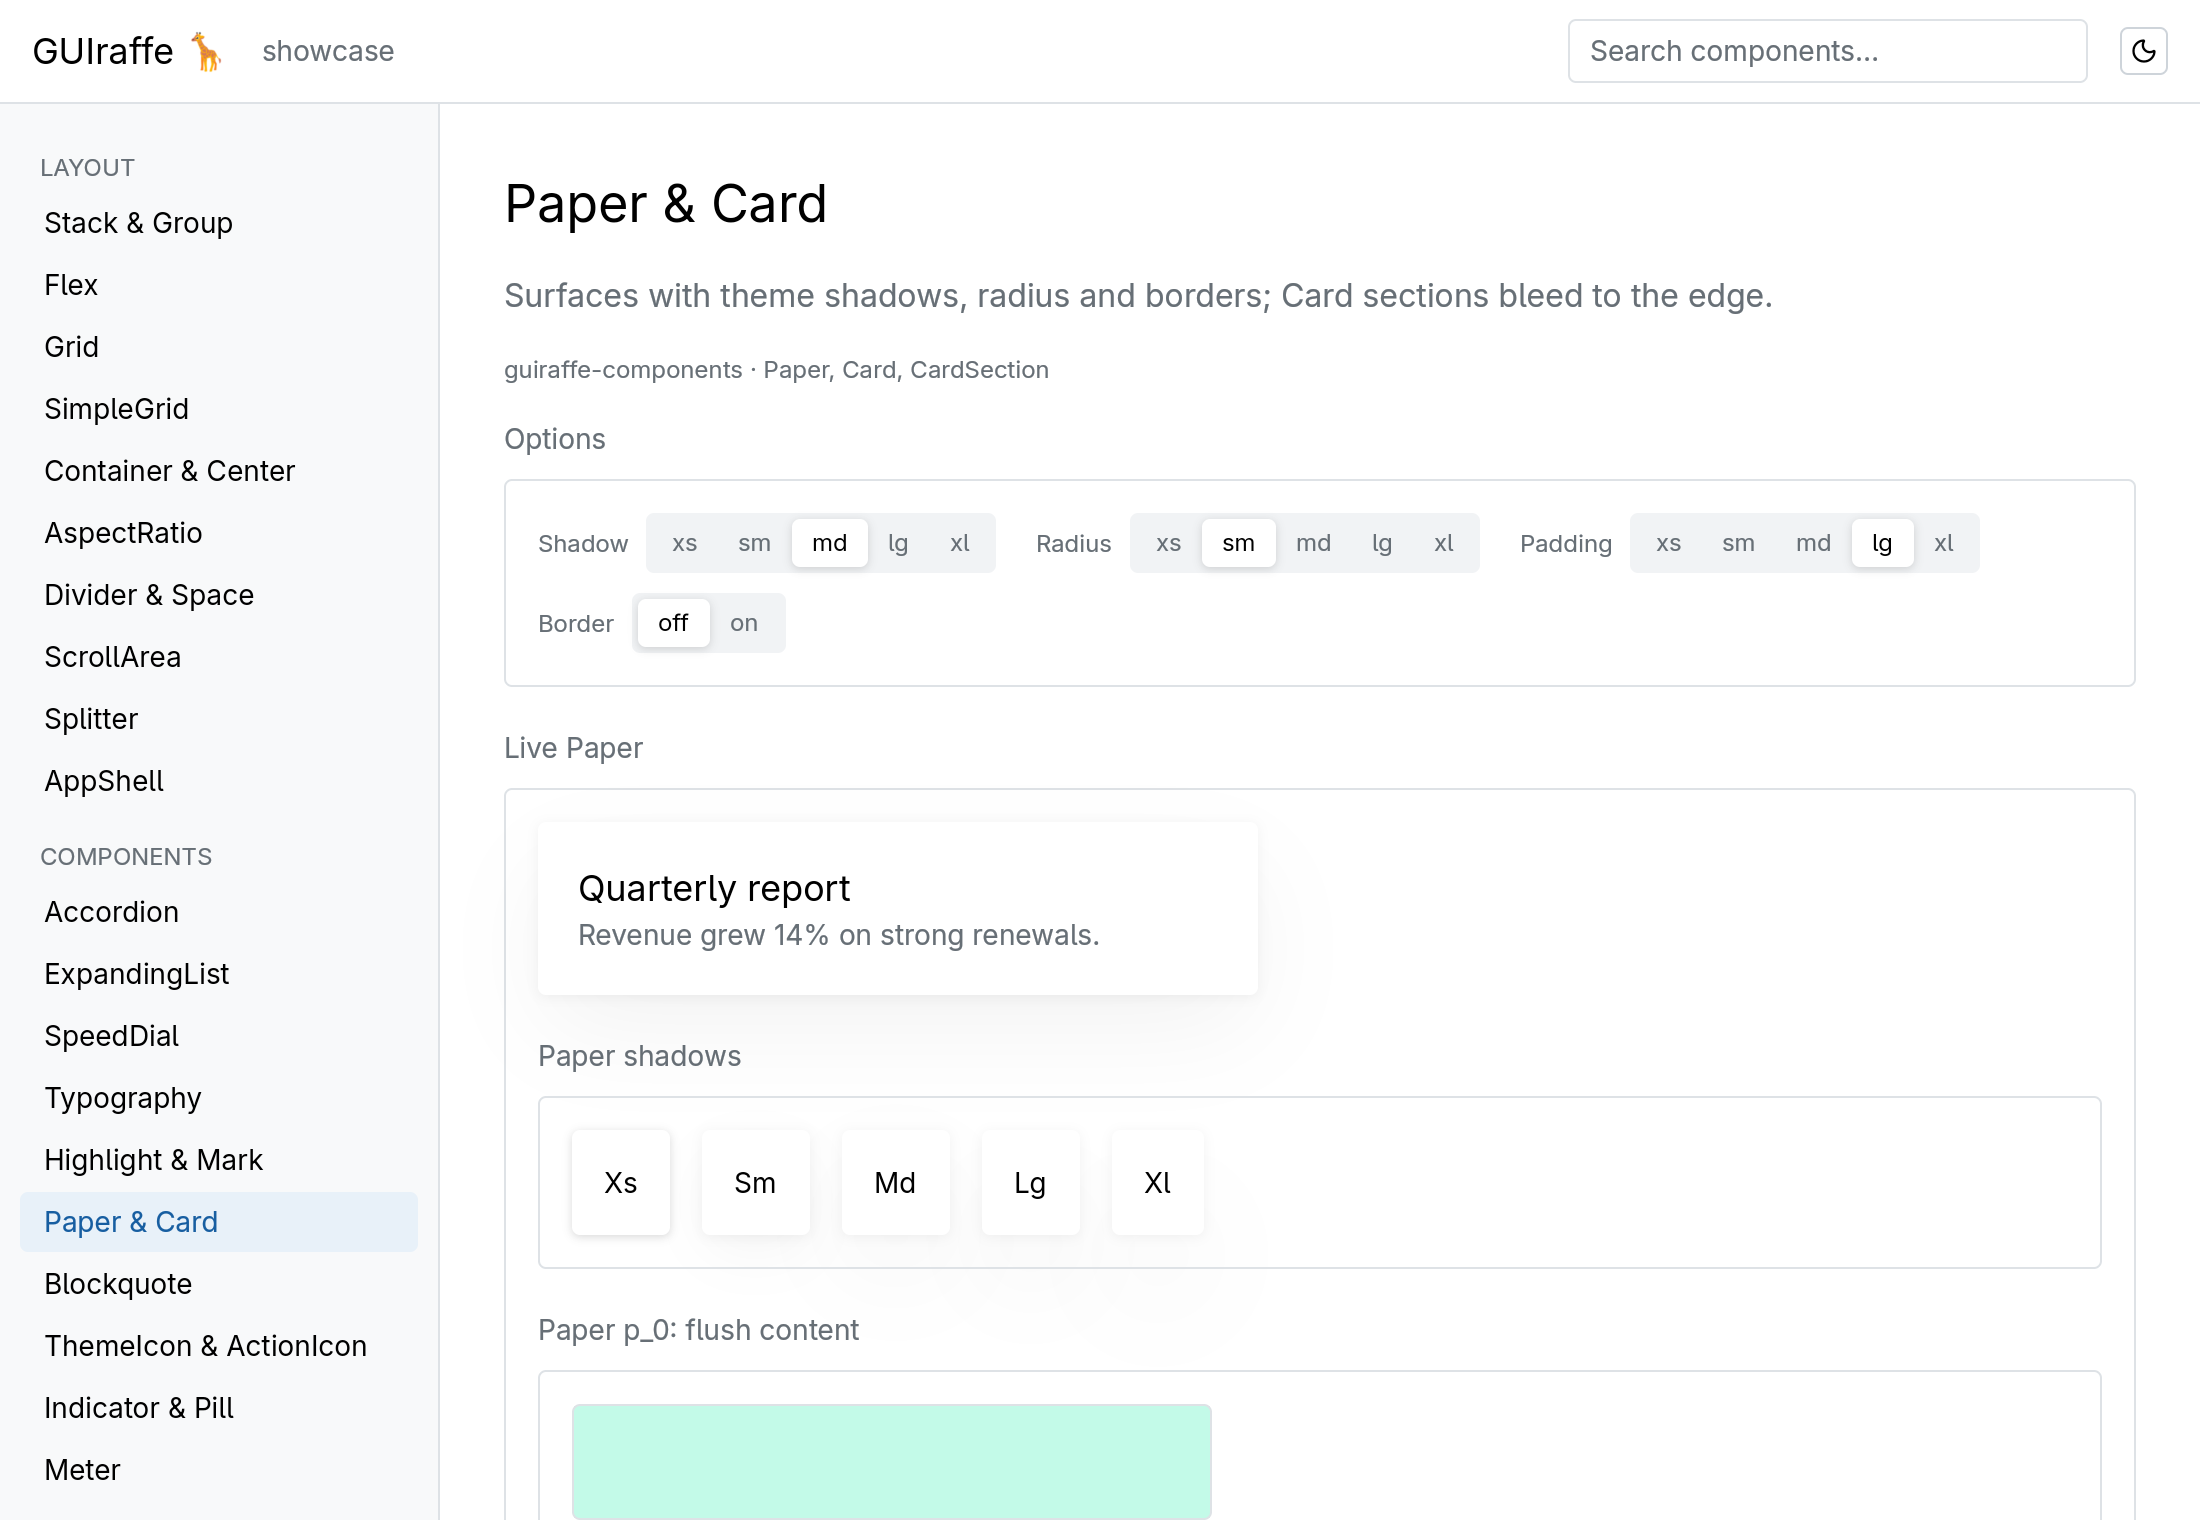 GUIraffe 🦒 showcase Search components...
LAYOUT
Stack & Group
Flex
Grid
SimpleGrid
Container & Center
AspectRatio
Divider & Space
ScrollArea
Splitter
AppShell
COMPONENTS
Accordion
ExpandingList
SpeedDial
Typography
Highlight & Mark
Paper & Card
Blockquote
ThemeIcon & ActionIcon
Indicator & Pill
Meter
Paper & Card
Surfaces with theme shadows, radius and borders; Card sections bleed to the edge.
guiraffe-components · Paper, Card, CardSection
Options
Shadow xs sm md lg xl Radius xs sm md lg xl Padding xs sm md lg xl
Border off on
Live Paper
Quarterly report
Revenue grew 14% on strong renewals.
Paper shadows
Xs Sm Md Lg Xl
Paper p_0: flush content